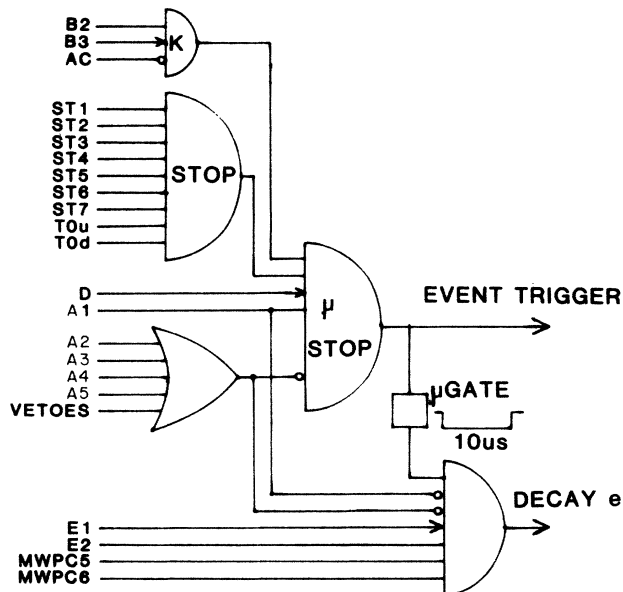 B2
B3
AC
K
ST1
ST2
ST3
ST4
ST5
ST6
ST7
T0u
T0d
STOP
D
A1
A2
A3
A4
A5
VETOES
μ
STOP
EVENT TRIGGER
μGATE
10us
E1
E2
MWPC5
MWPC6
DECAY e